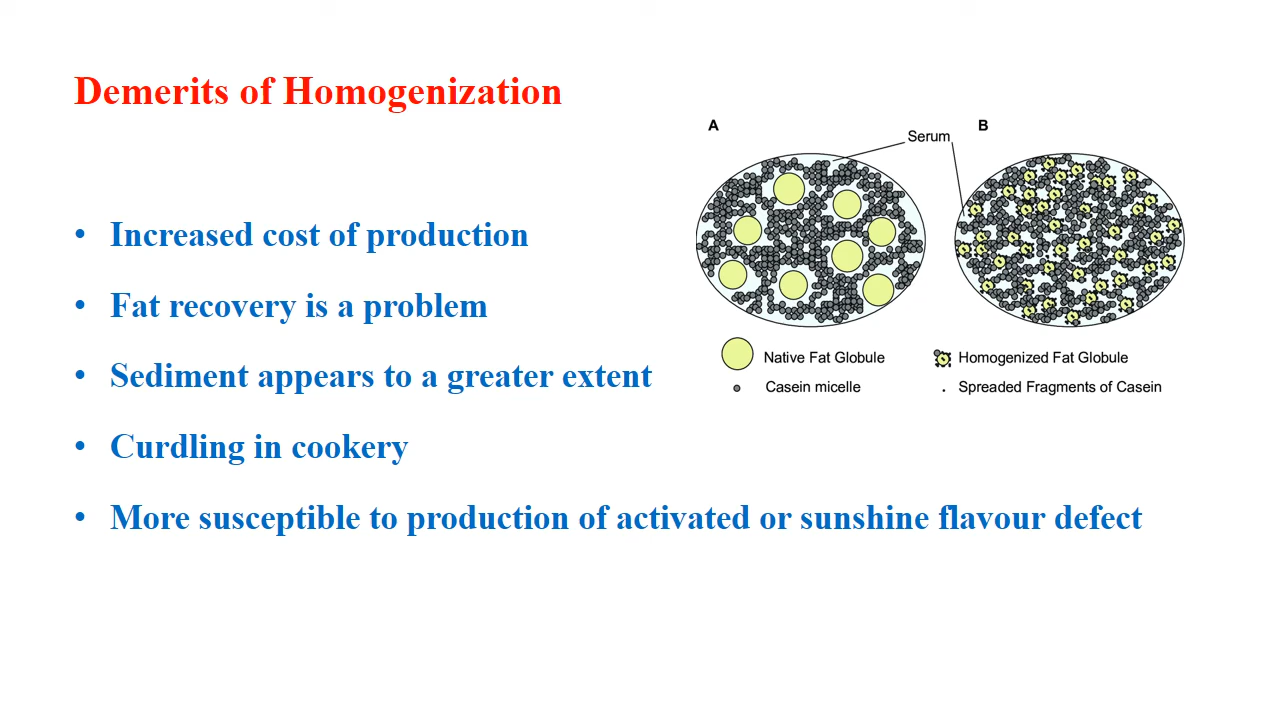 Demerits of Homogenization
• Increased cost of production
• Fat recovery is a problem
• Sediment appears to a greater extent
• Curdling in cookery
• More susceptible to production of activated or sunshine flavour defect
A
Serum
B
Native Fat Globule
Homogenized Fat Globule
Casein micelle
Spreaded Fragments of Casein